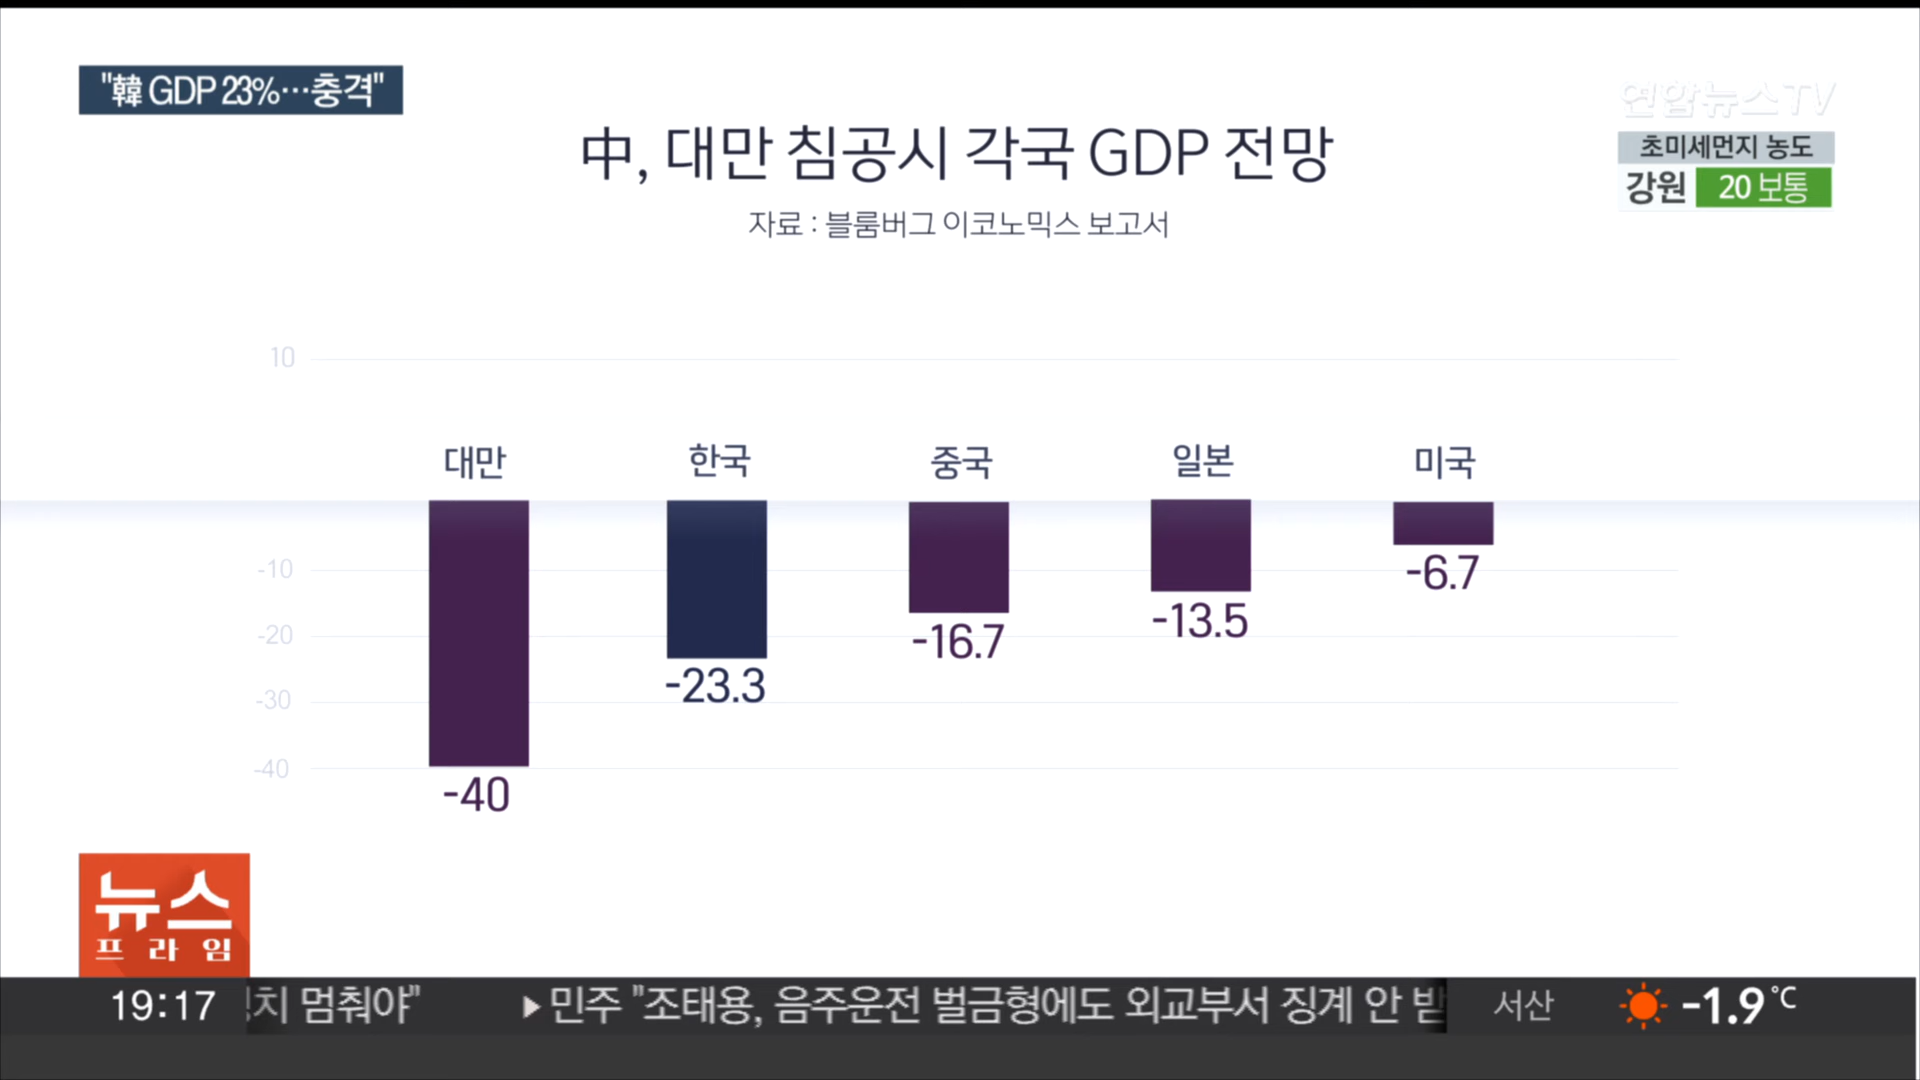 "韓 GDP 23%…충격"
연합뉴스TV
초미세먼지 농도
강원 20 보통
中, 대만 침공시 각국 GDP 전망
자료 : 블룸버그 이코노믹스 보고서
10
-10
-20
-30
-40
대만 한국 중국 일본 미국
-40 -23.3 -16.7 -13.5 -6.7
뉴스
프라임
19:17 치 멈춰야" ▶민주 "조태용, 음주운전 벌금형에도 외교부서 징계 안 받 서산 -1.9℃